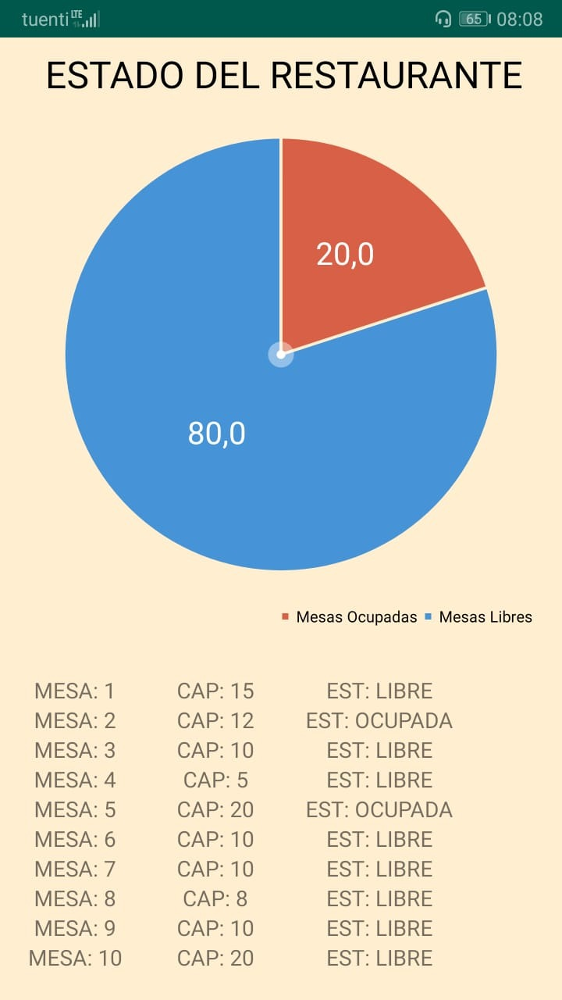 tuenti LTE 65 08:08
ESTADO DEL RESTAURANTE
20,0
80,0
Mesas Ocupadas Mesas Libres
MESA: 1 CAP: 15 EST: LIBRE
MESA: 2 CAP: 12 EST: OCUPADA
MESA: 3 CAP: 10 EST: LIBRE
MESA: 4 CAP: 5 EST: LIBRE
MESA: 5 CAP: 20 EST: OCUPADA
MESA: 6 CAP: 10 EST: LIBRE
MESA: 7 CAP: 10 EST: LIBRE
MESA: 8 CAP: 8 EST: LIBRE
MESA: 9 CAP: 10 EST: LIBRE
MESA: 10 CAP: 20 EST: LIBRE